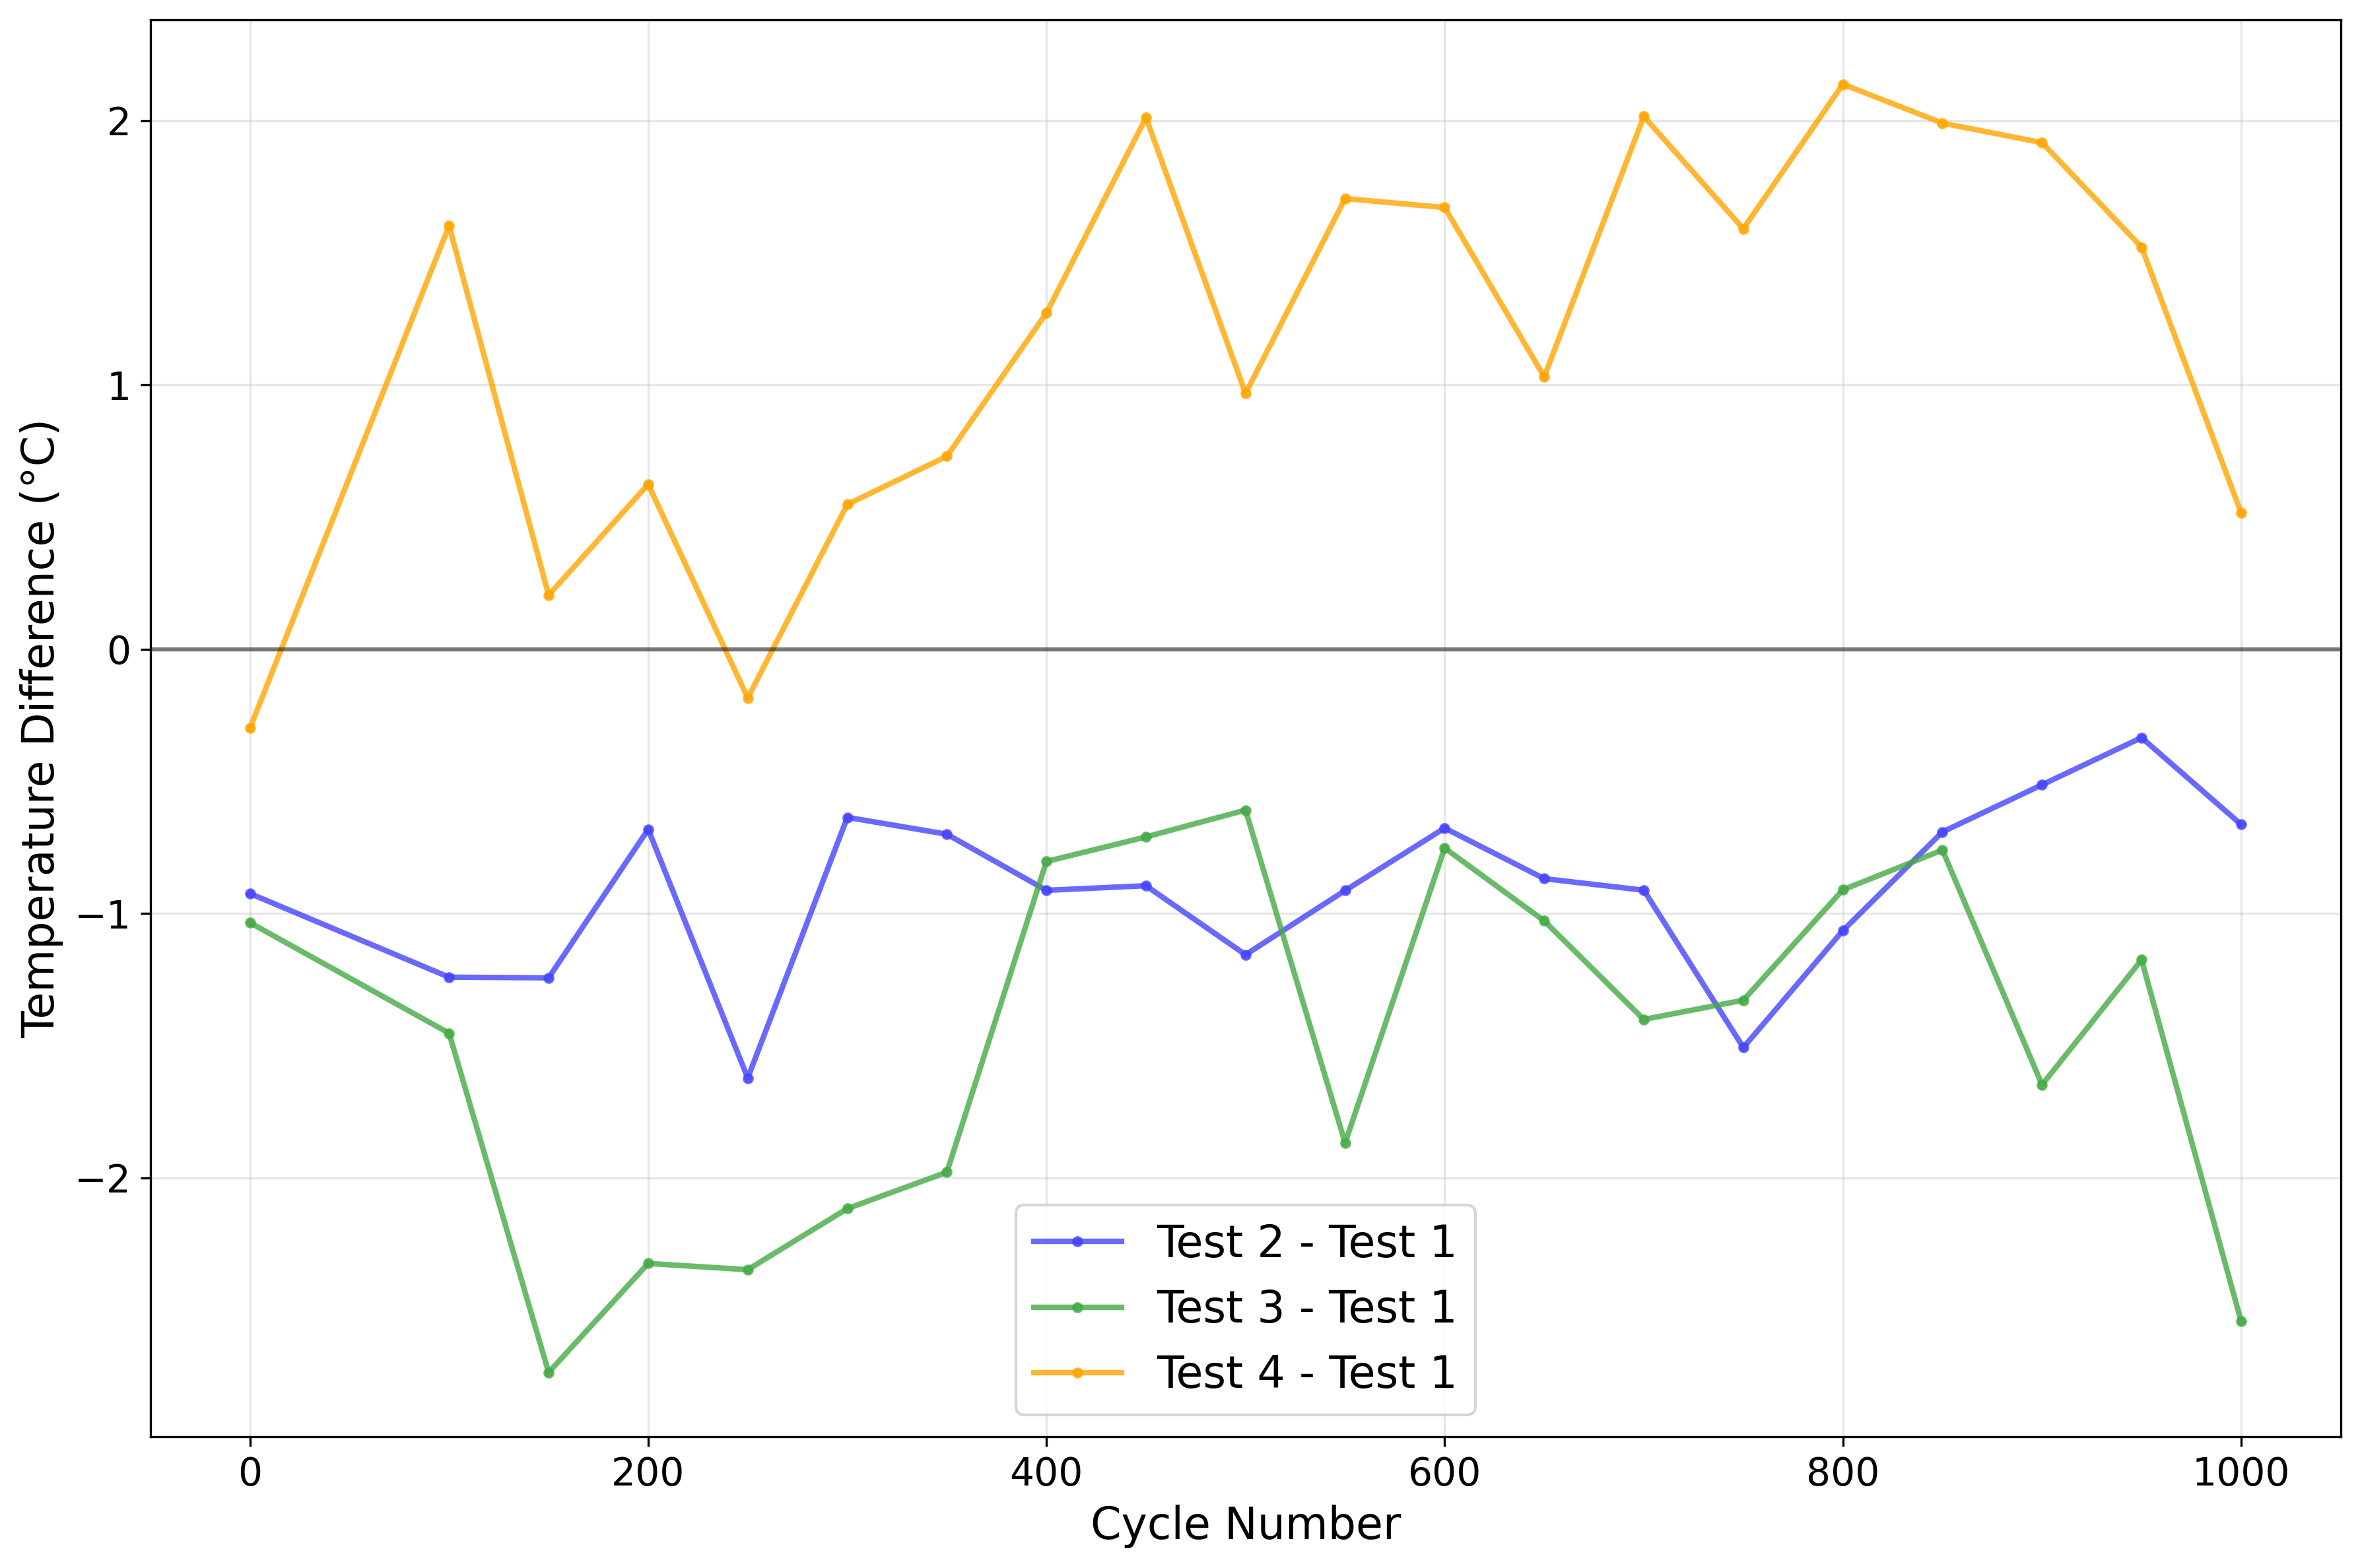 Temperature Difference (°C)
2
1
0
−1
−2
0 200 400 600 800 1000
Cycle Number
Test 2 - Test 1
Test 3 - Test 1
Test 4 - Test 1